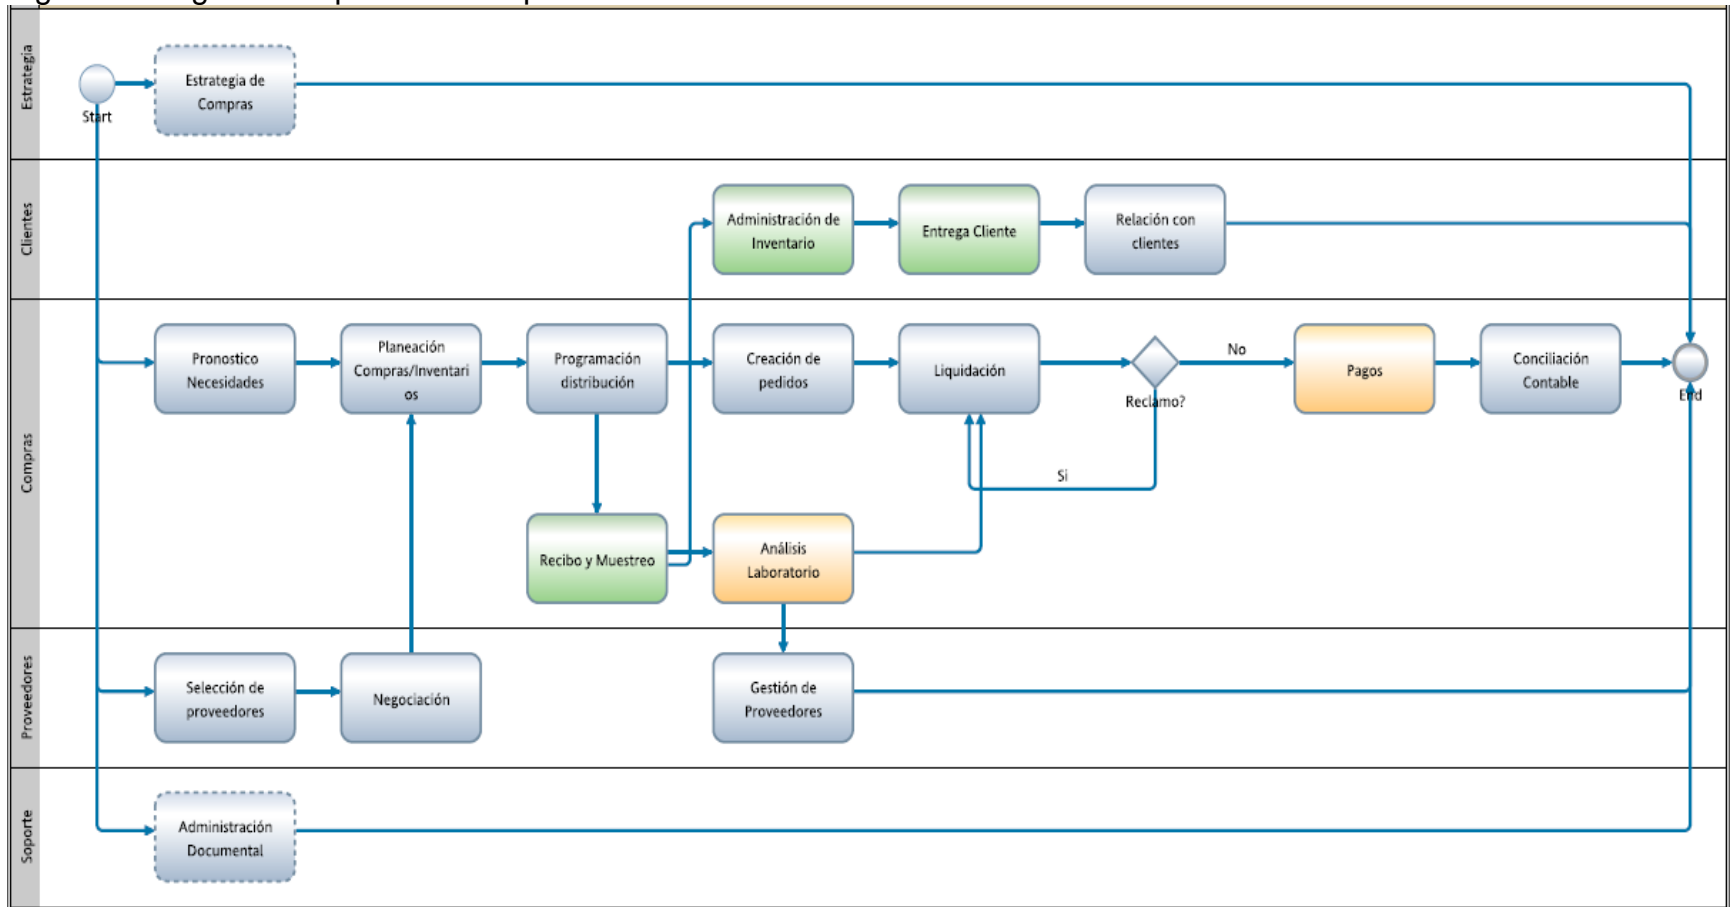 Estrategia
Start
Estrategia de
Compras
Clientes
Administración de
Inventario
Entrega Cliente
Relación con
clientes
Compras
Pronostico
Necesidades
Planeación
Compras/Inventari
os
Programación
distribución
Creación de
pedidos
Liquidación
Reclamo?
No
Si
Pagos
Conciliación
Contable
End
Recibo y Muestreo
Análisis
Laboratorio
Proveedores
Selección de
proveedores
Negociación
Gestión de
Proveedores
Soporte
Administración
Documental